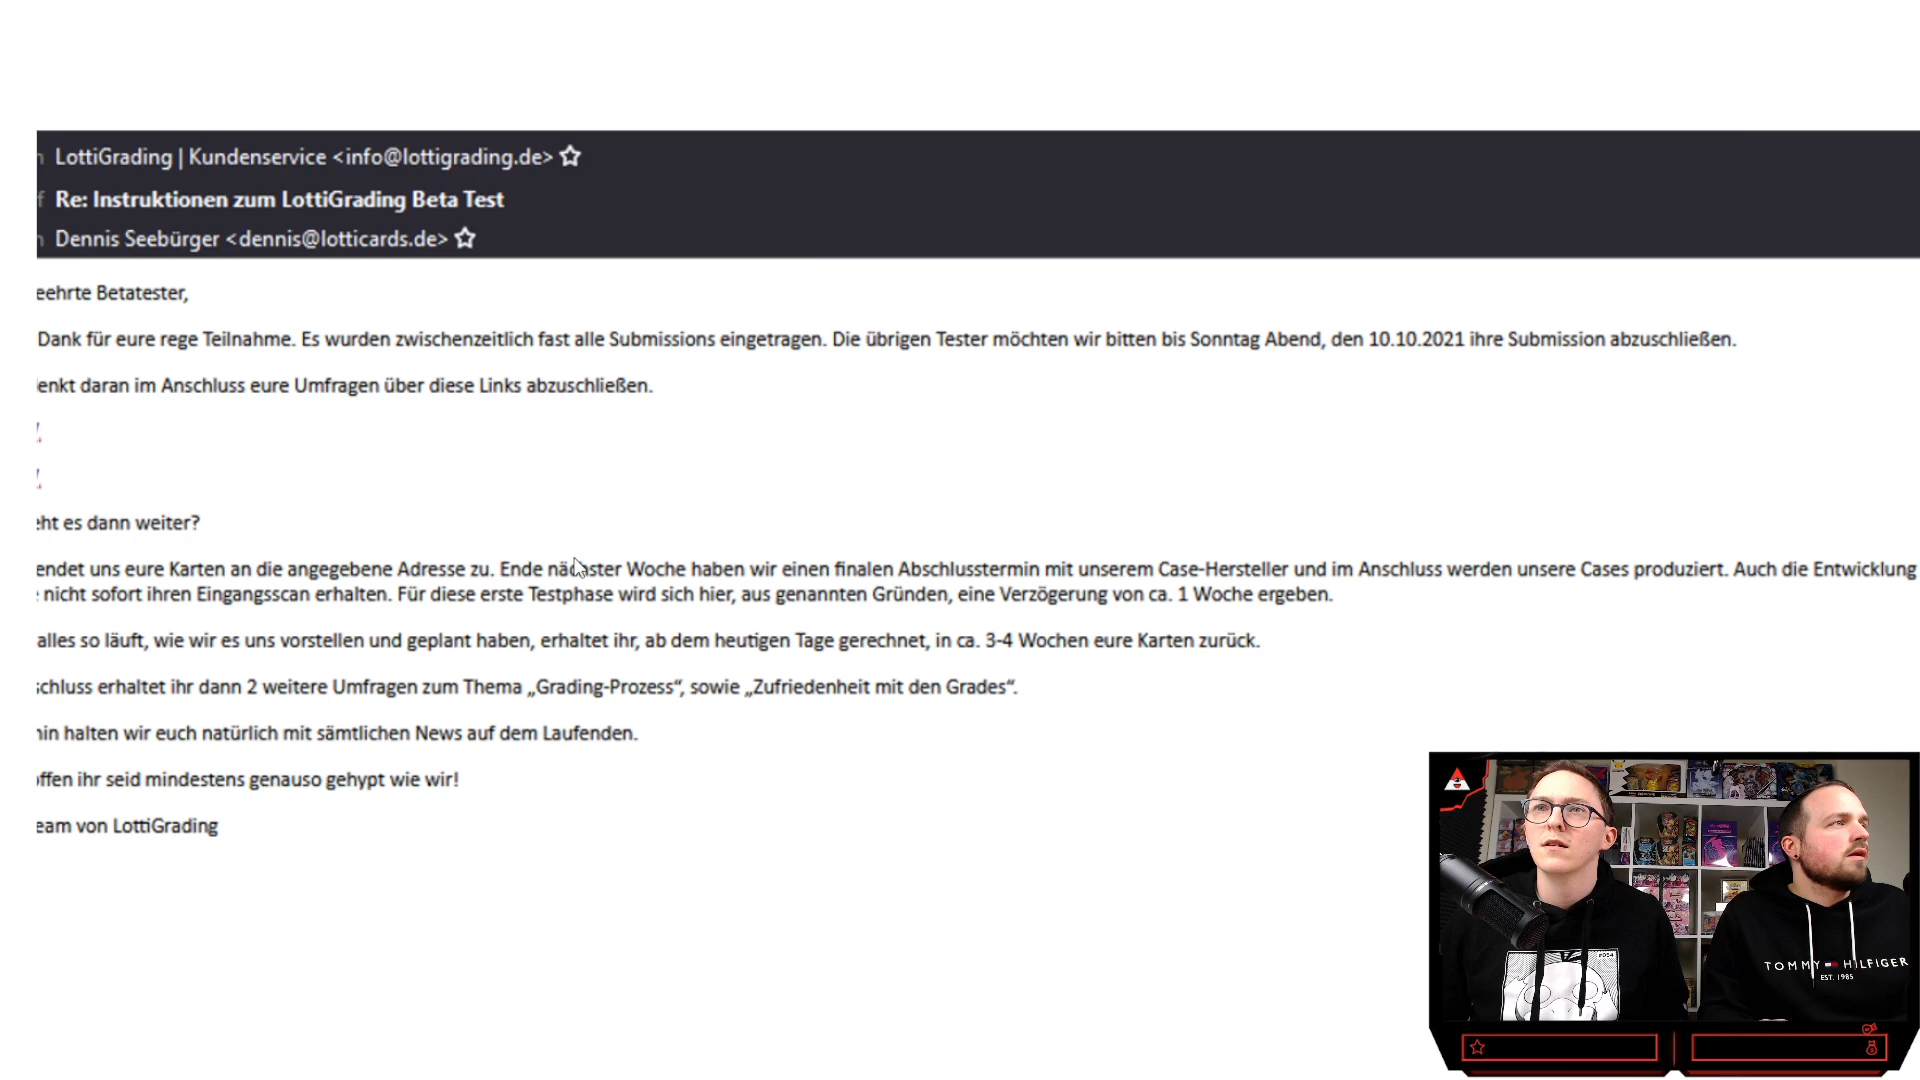 LottiGrading | Kundenservice <info@lottigrading.de>
Re: Instruktionen zum LottiGrading Beta Test
Dennis Seebürger <dennis@lotticards.de>
eehrte Betatester,
Dank für eure rege Teilnahme. Es wurden zwischenzeitlich fast alle Submissions eingetragen. Die übrigen Tester möchten wir bitten bis Sonntag Abend, den 10.10.2021 ihre Submission abzuschließen.
enkt daran im Anschluss eure Umfragen über diese Links abzuschließen.
eht es dann weiter?
endet uns eure Karten an die angegebene Adresse zu. Ende nächster Woche haben wir einen finalen Abschlusstermin mit unserem Case-Hersteller und im Anschluss werden unsere Cases produziert. Auch die Entwicklung
nicht sofort ihren Eingangsscan erhalten. Für diese erste Testphase wird sich hier, aus genannten Gründen, eine Verzögerung von ca. 1 Woche ergeben.
alles so läuft, wie wir es uns vorstellen und geplant haben, erhaltet ihr, ab dem heutigen Tage gerechnet, in ca. 3-4 Wochen eure Karten zurück.
schluss erhaltet ihr dann 2 weitere Umfragen zum Thema „Grading-Prozess“, sowie „Zufriedenheit mit den Grades“.
hin halten wir euch natürlich mit sämtlichen News auf dem Laufenden.
offen ihr seid mindestens genauso gehypt wie wir!
eam von LottiGrading
#054
TOMMY HILFIGER
EST. 1985